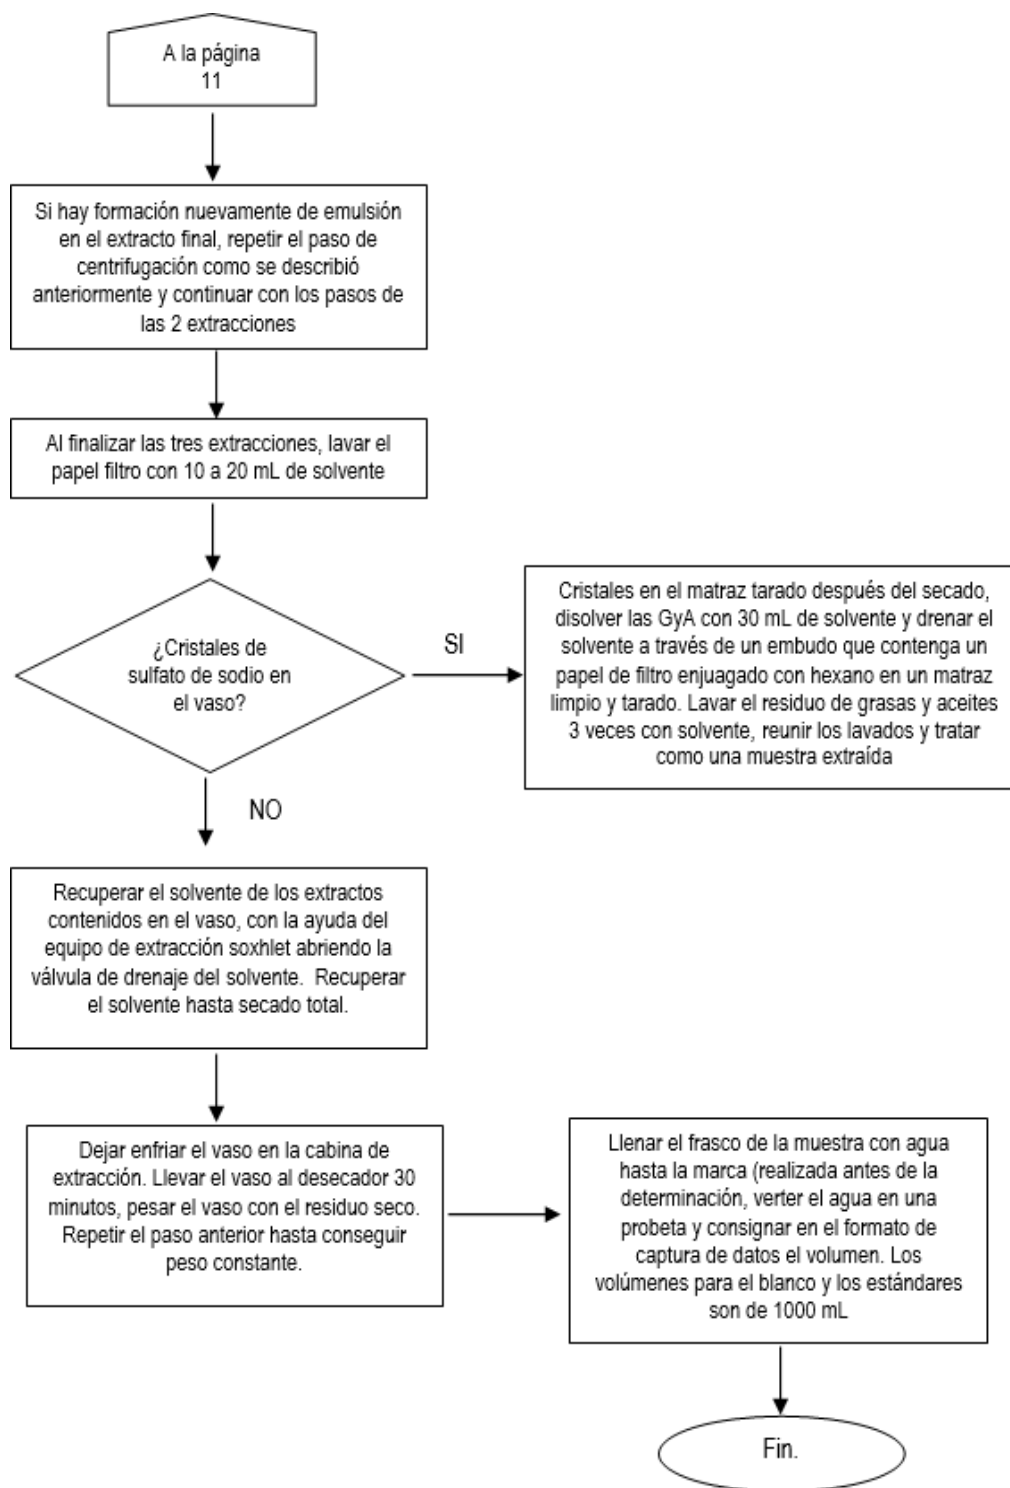 A la página
11
Si hay formación nuevamente de emulsión
en el extracto final, repetir el paso de
centrifugación como se describió
anteriormente y continuar con los pasos de
las 2 extracciones
Al finalizar las tres extracciones, lavar el
papel filtro con 10 a 20 mL de solvente
¿Cristales de
sulfato de sodio en
el vaso?
SI
Cristales en el matraz tarado después del secado,
disolver las GyA con 30 mL de solvente y drenar el
solvente a través de un embudo que contenga un
papel de filtro enjuagado con hexano en un matraz
limpio y tarado. Lavar el residuo de grasas y aceites
3 veces con solvente, reunir los lavados y tratar
como una muestra extraída
NO
Recuperar el solvente de los extractos
contenidos en el vaso, con la ayuda del
equipo de extracción soxhlet abriendo la
válvula de drenaje del solvente.  Recuperar
el solvente hasta secado total.
Dejar enfriar el vaso en la cabina de
extracción. Llevar el vaso al desecador 30
minutos, pesar el vaso con el residuo seco.
Repetir el paso anterior hasta conseguir
peso constante.
Llenar el frasco de la muestra con agua
hasta la marca (realizada antes de la
determinación, verter el agua en una
probeta y consignar en el formato de
captura de datos el volumen. Los
volúmenes para el blanco y los estándares
son de 1000 mL
Fin.